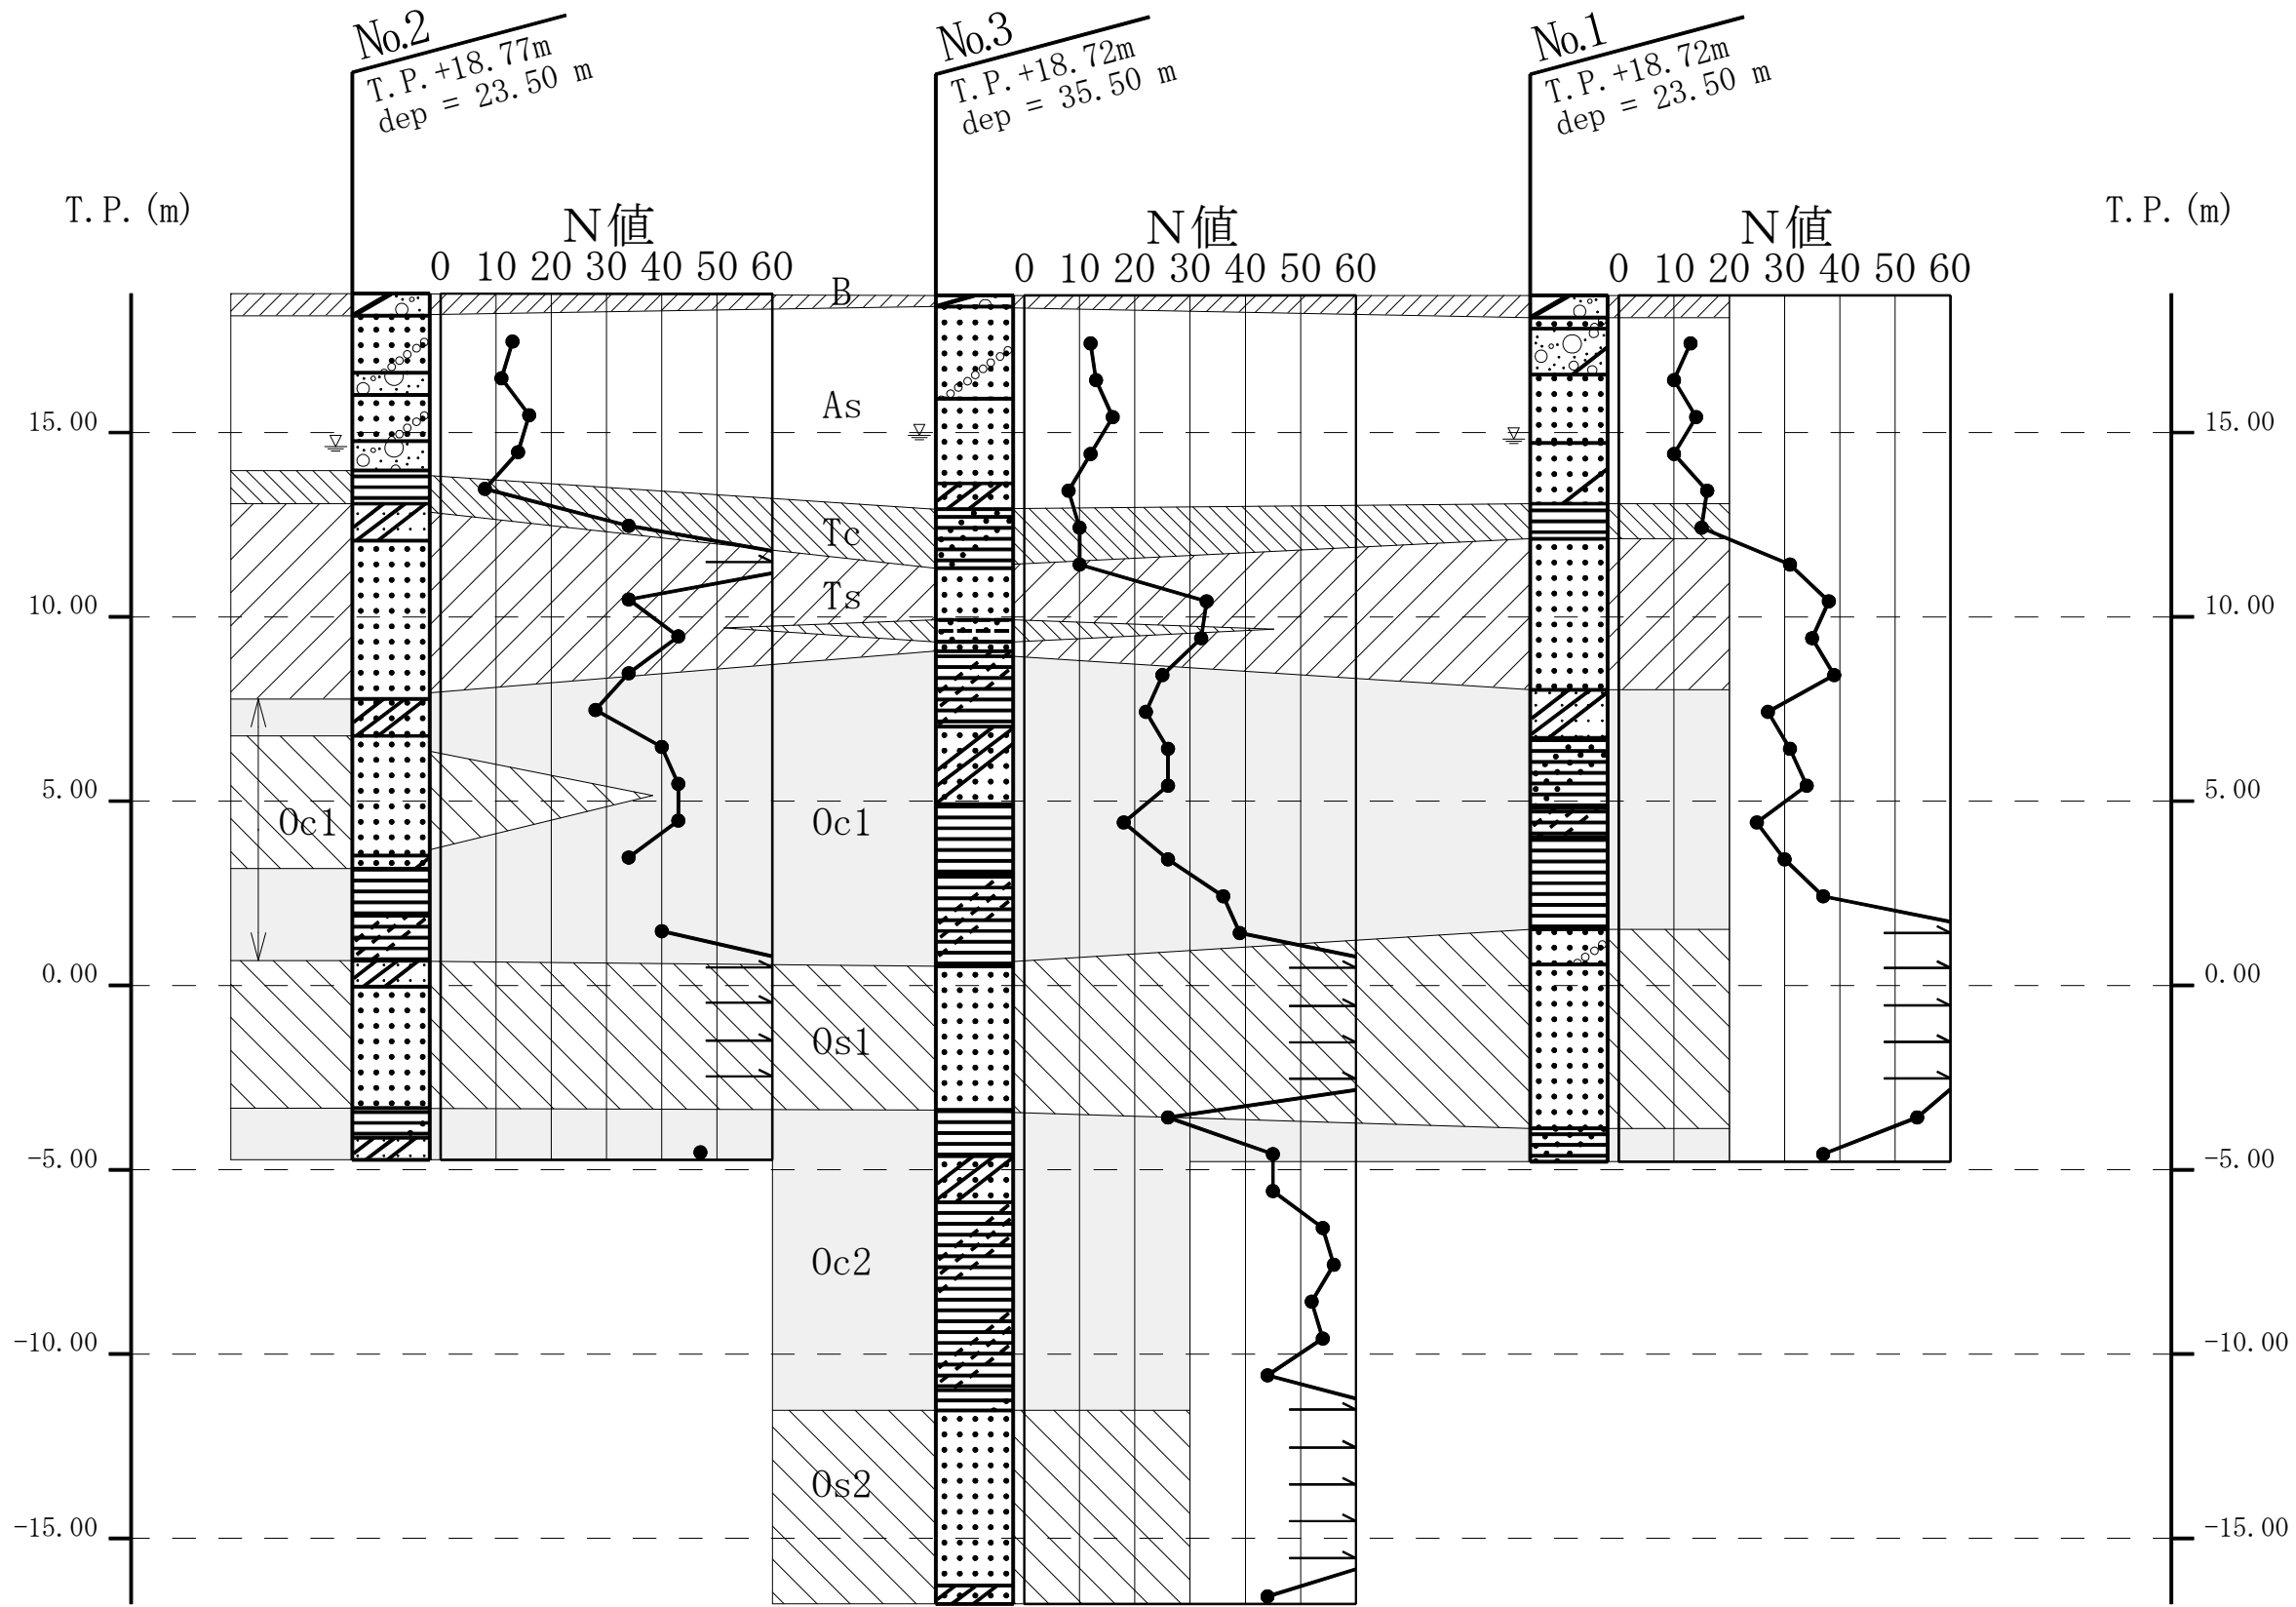 No.2
T.P.+18.77m
dep = 23.50 m
No.3
T.P.+18.72m
dep = 35.50 m
No.1
T.P.+18.72m
dep = 23.50 m
T.P.(m)
T.P.(m)
N値
0 10 20 30 40 50 60
N値
0 10 20 30 40 50 60
N値
0 10 20 30 40 50 60
B
As
15.00
15.00
Tc
Ts
10.00
10.00
5.00
5.00
Oc1
Oc1
0.00
0.00
Os1
-5.00
-5.00
Oc2
-10.00
-10.00
Os2
-15.00
-15.00